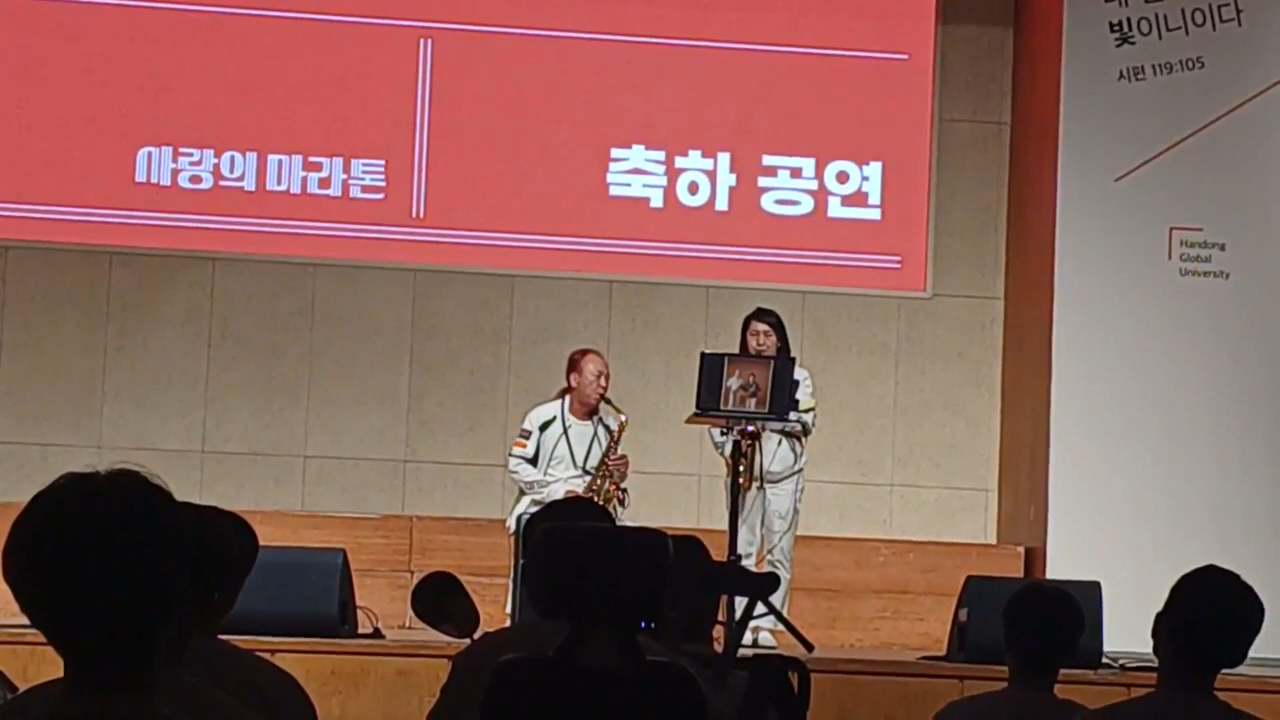 사랑의 마라톤
축하 공연
빛이니이다
시편 119:105
Handong
Global
University